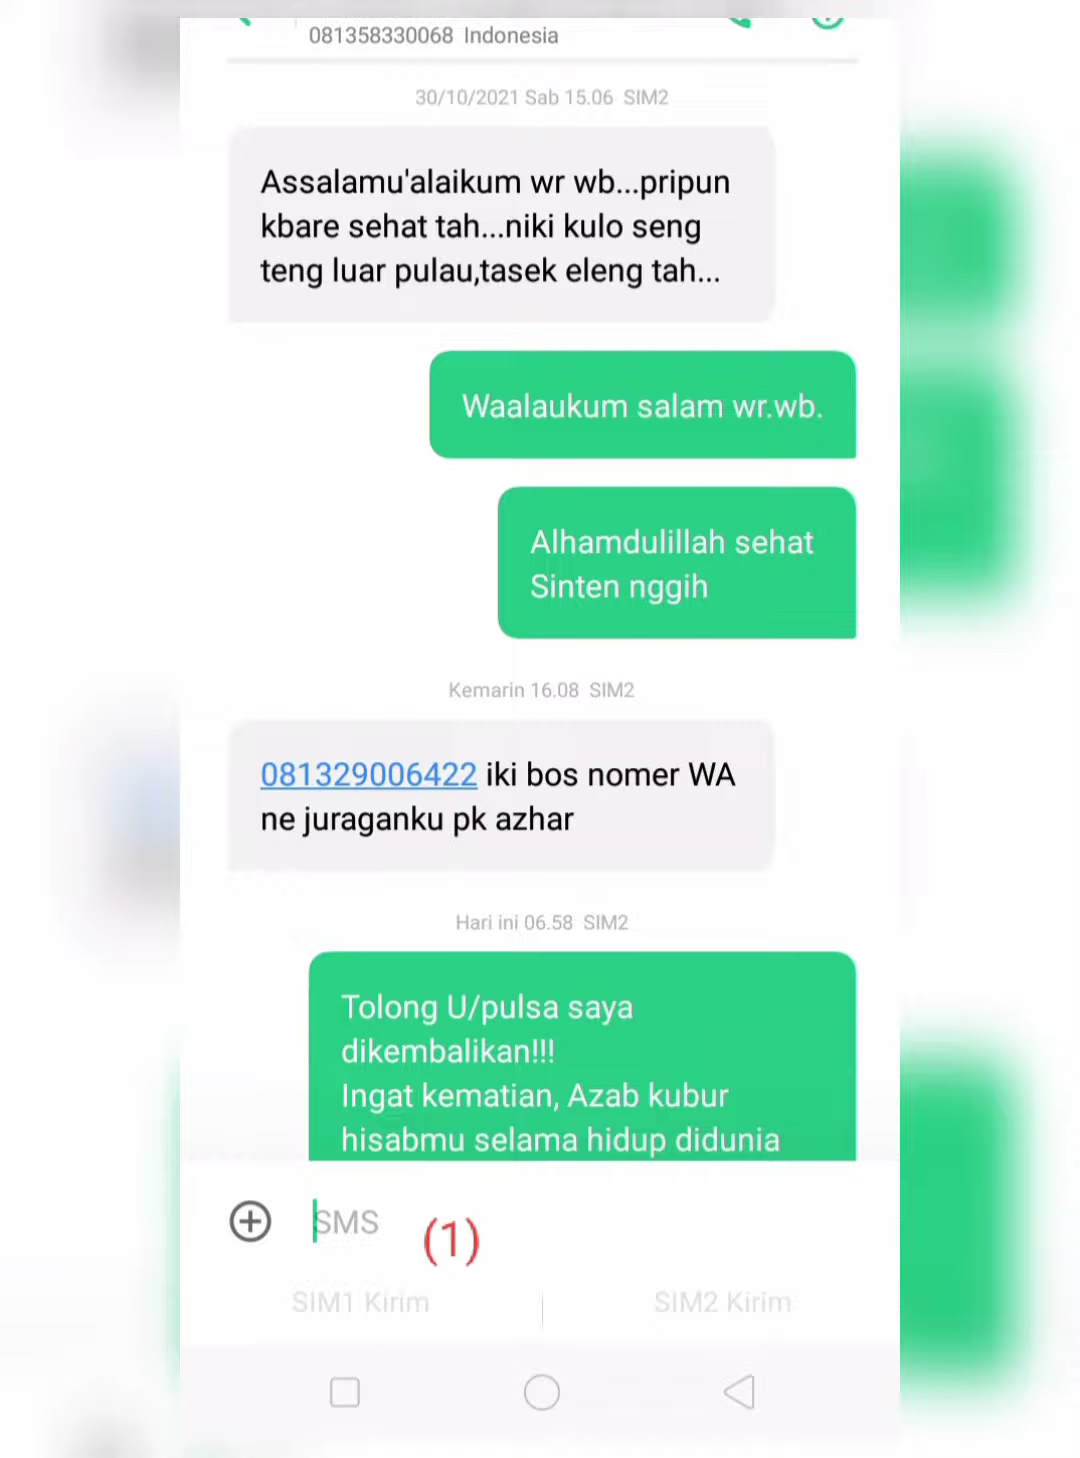 081358330068 Indonesia
30/10/2021 Sab 15.06 SIM2
Assalamu'alaikum wr wb...pripun
kbare sehat tah...niki kulo seng
teng luar pulau,tasek eleng tah...
Waalaukum salam wr.wb.
Alhamdulillah sehat
Sinten nggih
Kemarin 16.08 SIM2
081329006422 iki bos nomer WA
ne juraganku pk azhar
Hari ini 06.58 SIM2
Tolong U/pulsa saya
dikembalikan!!!
Ingat kematian, Azab kubur
hisabmu selama hidup didunia
SMS (1)
SIM1 Kirim SIM2 Kirim